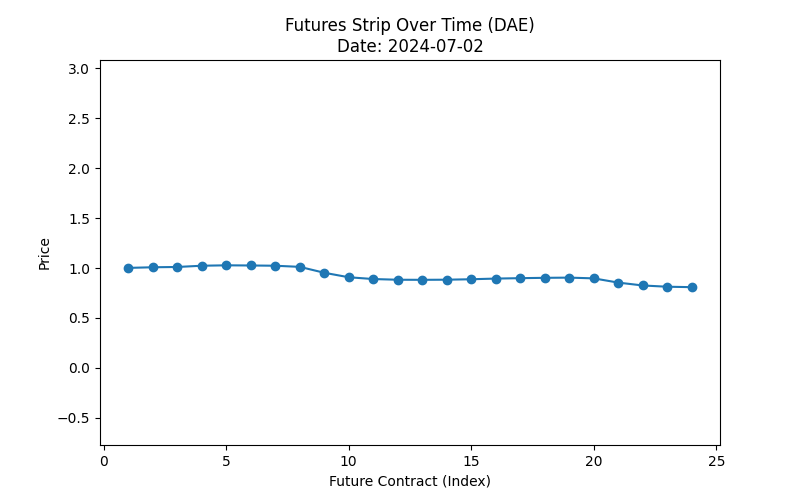 Futures Strip Over Time (DAE)
Date: 2024-07-02
Price
3.0
2.5
2.0
1.5
1.0
0.5
0.0
−0.5
0 5 10 15 20 25
Future Contract (Index)